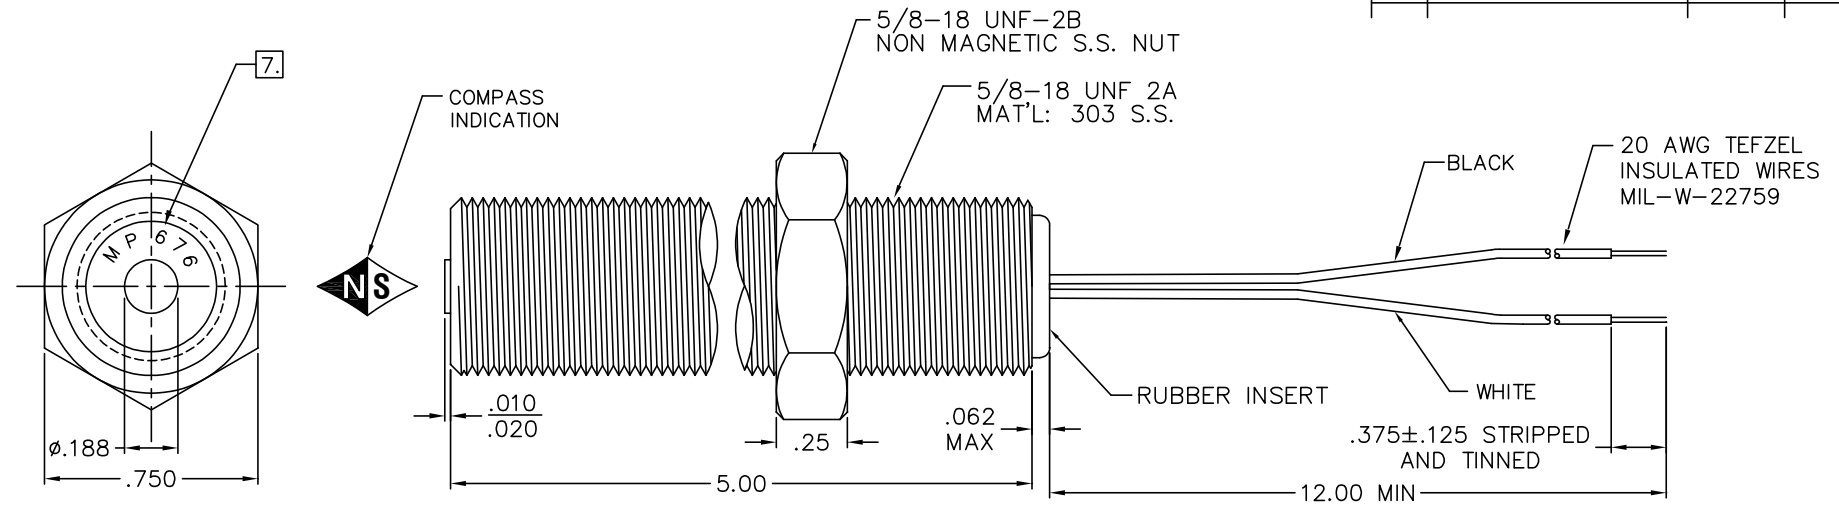 5/8-18 UNF-2B
NON MAGNETIC S.S. NUT
7.
COMPASS
INDICATION
5/8-18 UNF 2A
MAT'L: 303 S.S.
BLACK
20 AWG TEFZEL
INSULATED WIRES
MIL-W-22759
MP 676
N S
RUBBER INSERT
WHITE
.010
.020
.25
.062
MAX
.375±.125 STRIPPED
AND TINNED
ø.188
.750
5.00
12.00 MIN